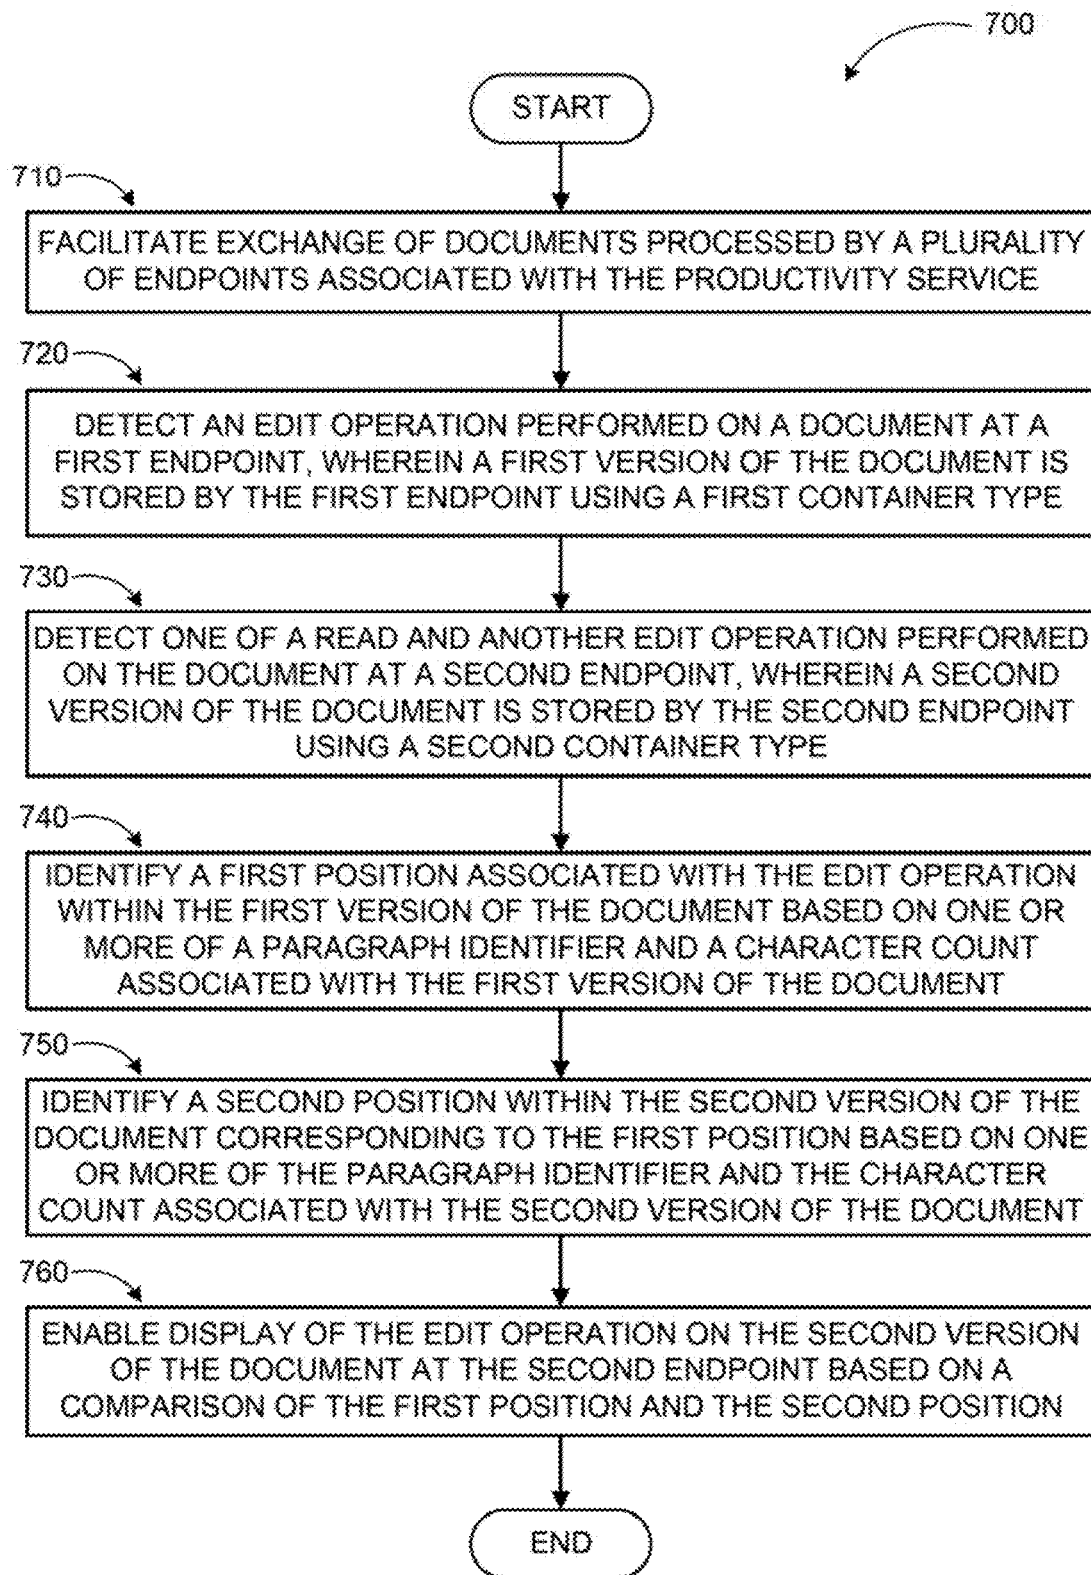 700
START
710
FACILITATE EXCHANGE OF DOCUMENTS PROCESSED BY A PLURALITY
OF ENDPOINTS ASSOCIATED WITH THE PRODUCTIVITY SERVICE
720
DETECT AN EDIT OPERATION PERFORMED ON A DOCUMENT AT A
FIRST ENDPOINT, WHEREIN A FIRST VERSION OF THE DOCUMENT IS
STORED BY THE FIRST ENDPOINT USING A FIRST CONTAINER TYPE
730
DETECT ONE OF A READ AND ANOTHER EDIT OPERATION PERFORMED
ON THE DOCUMENT AT A SECOND ENDPOINT, WHEREIN A SECOND
VERSION OF THE DOCUMENT IS STORED BY THE SECOND ENDPOINT
USING A SECOND CONTAINER TYPE
740
IDENTIFY A FIRST POSITION ASSOCIATED WITH THE EDIT OPERATION
WITHIN THE FIRST VERSION OF THE DOCUMENT BASED ON ONE OR
MORE OF A PARAGRAPH IDENTIFIER AND A CHARACTER COUNT
ASSOCIATED WITH THE FIRST VERSION OF THE DOCUMENT
750
IDENTIFY A SECOND POSITION WITHIN THE SECOND VERSION OF THE
DOCUMENT CORRESPONDING TO THE FIRST POSITION BASED ON ONE
OR MORE OF THE PARAGRAPH IDENTIFIER AND THE CHARACTER
COUNT ASSOCIATED WITH THE SECOND VERSION OF THE DOCUMENT
760
ENABLE DISPLAY OF THE EDIT OPERATION ON THE SECOND VERSION
OF THE DOCUMENT AT THE SECOND ENDPOINT BASED ON A
COMPARISON OF THE FIRST POSITION AND THE SECOND POSITION
END